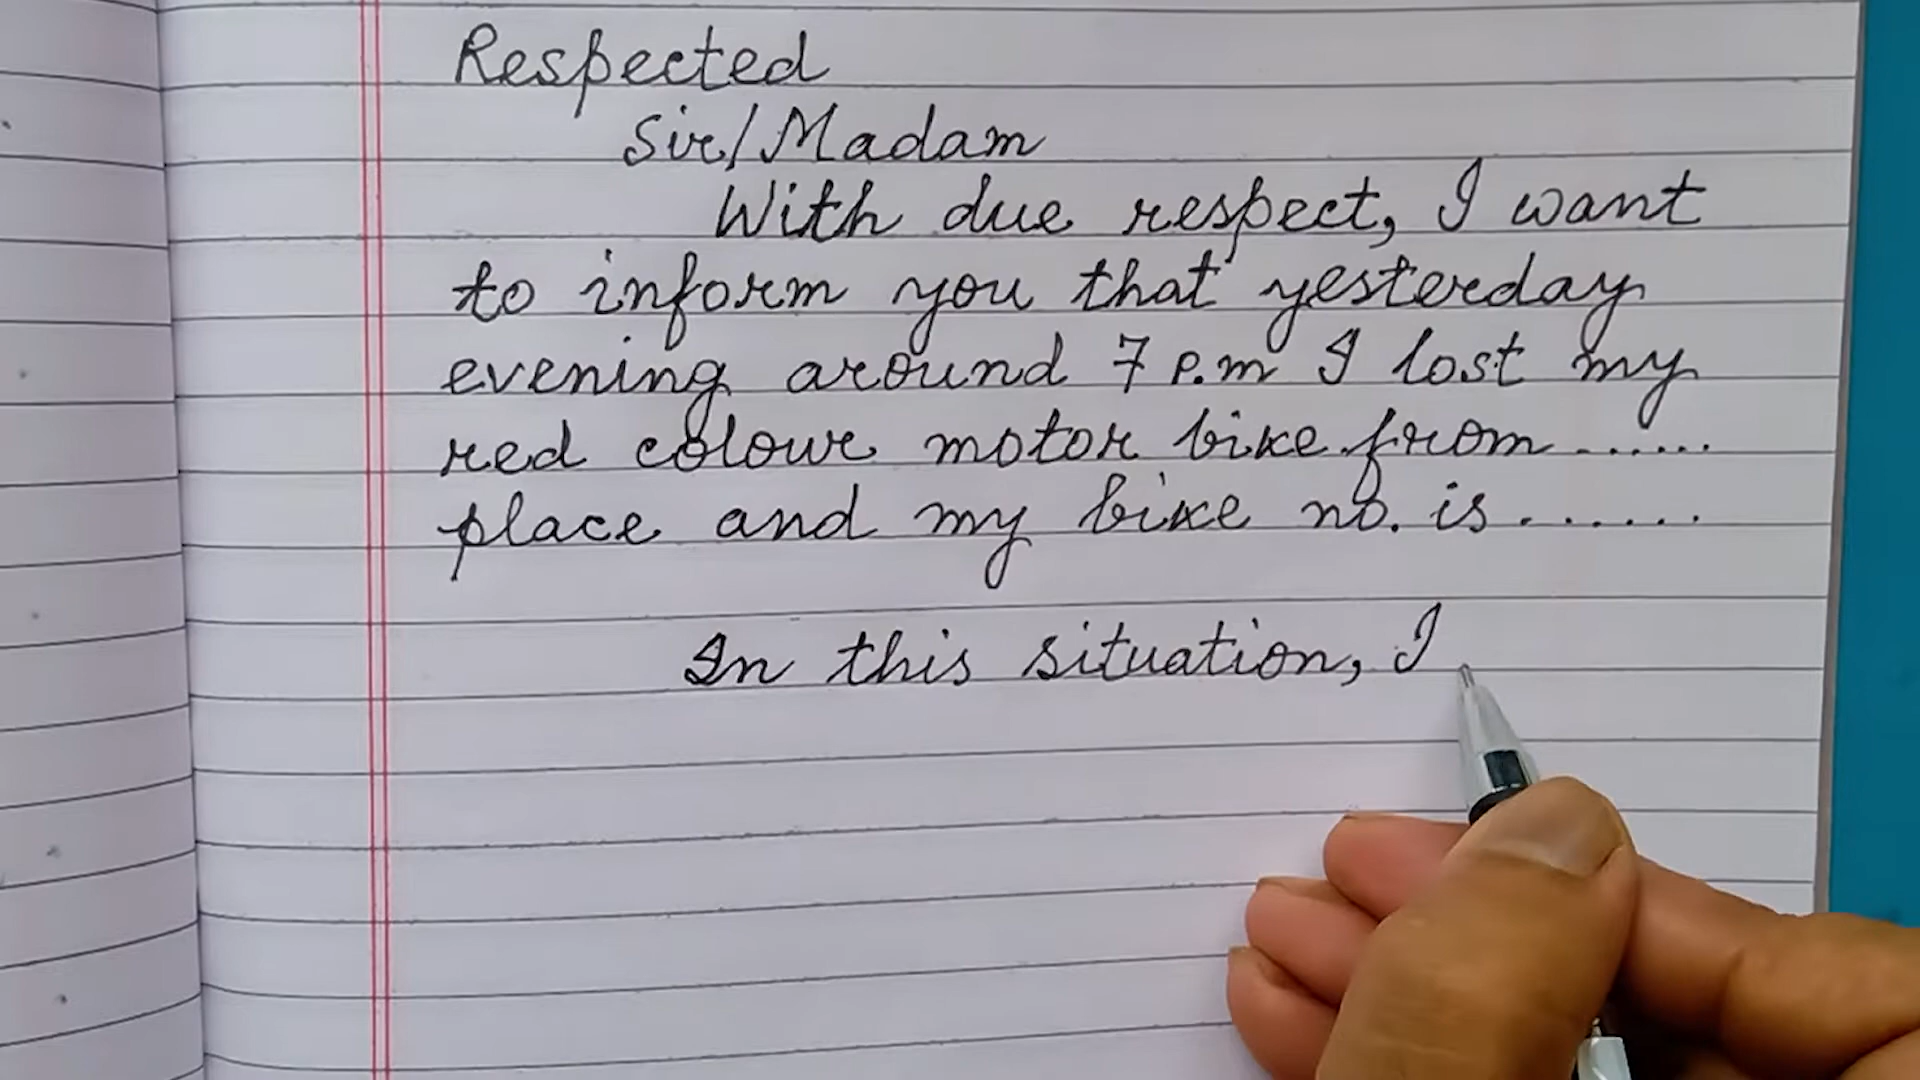 Respected
Sir/Madam
With due respect, I want
to inform you that yesterday
evening around 7 P.m I lost my
red colour motor bike from ......
place and my bike no. is .......
In this situation, I